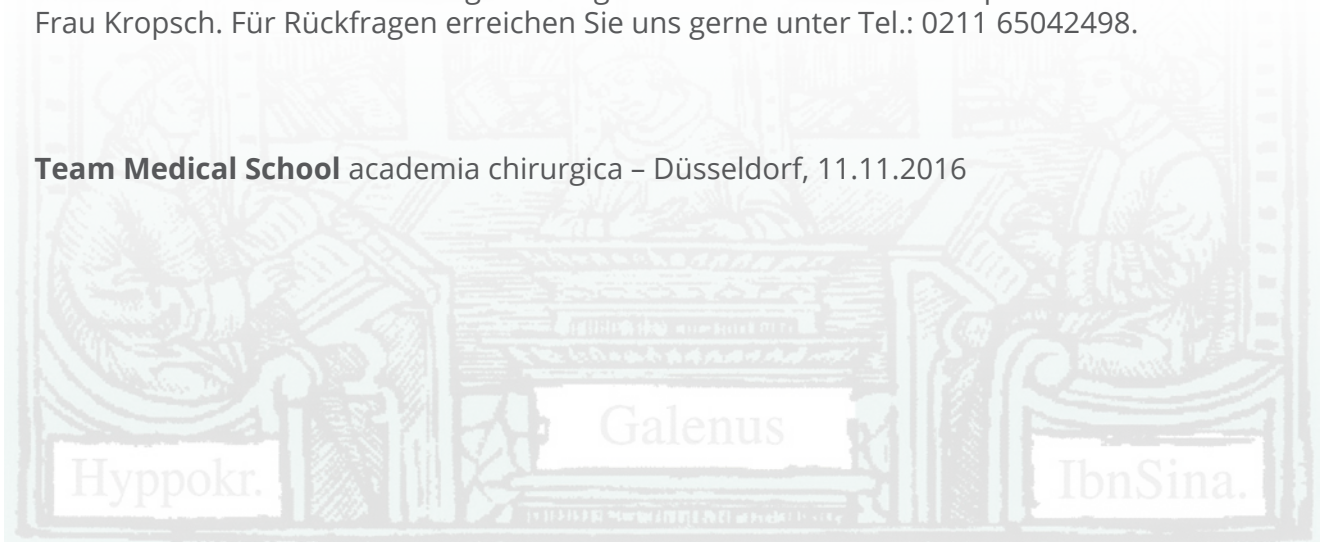 Frau Kropsch. Für Rückfragen erreichen Sie uns gerne unter Tel.: 0211 65042498.
Team Medical School academia chirurgica – Düsseldorf, 11.11.2016
Galenus
Hyppokr.
IbnSina.